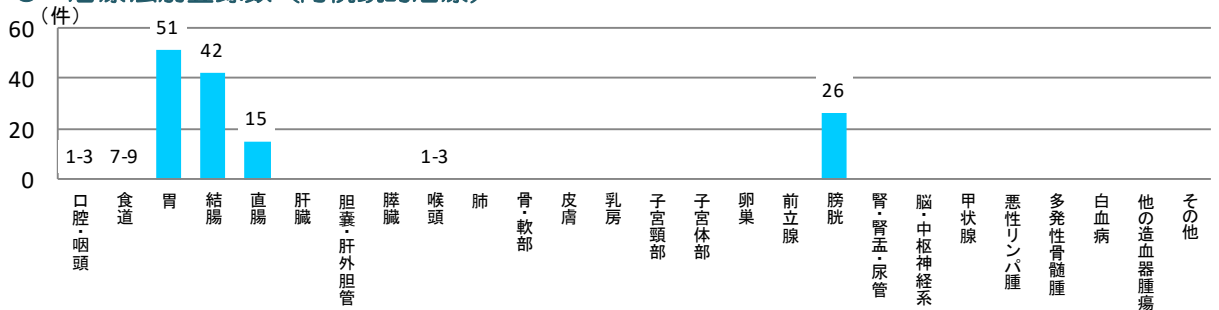 （件）
60
40
20
0
51
42
15
26
1-3
7-9
1-3
口腔・咽頭
食道
胃
結腸
直腸
肝臓
胆嚢・肝外胆管
膵臓
喉頭
肺
骨・軟部
皮膚
乳房
子宮頸部
子宮体部
卵巣
前立腺
膀胱
腎・腎盂・尿管
脳・中枢神経系
甲状腺
悪性リンパ腫
多発性骨髄腫
白血病
他の造血器腫瘍
その他